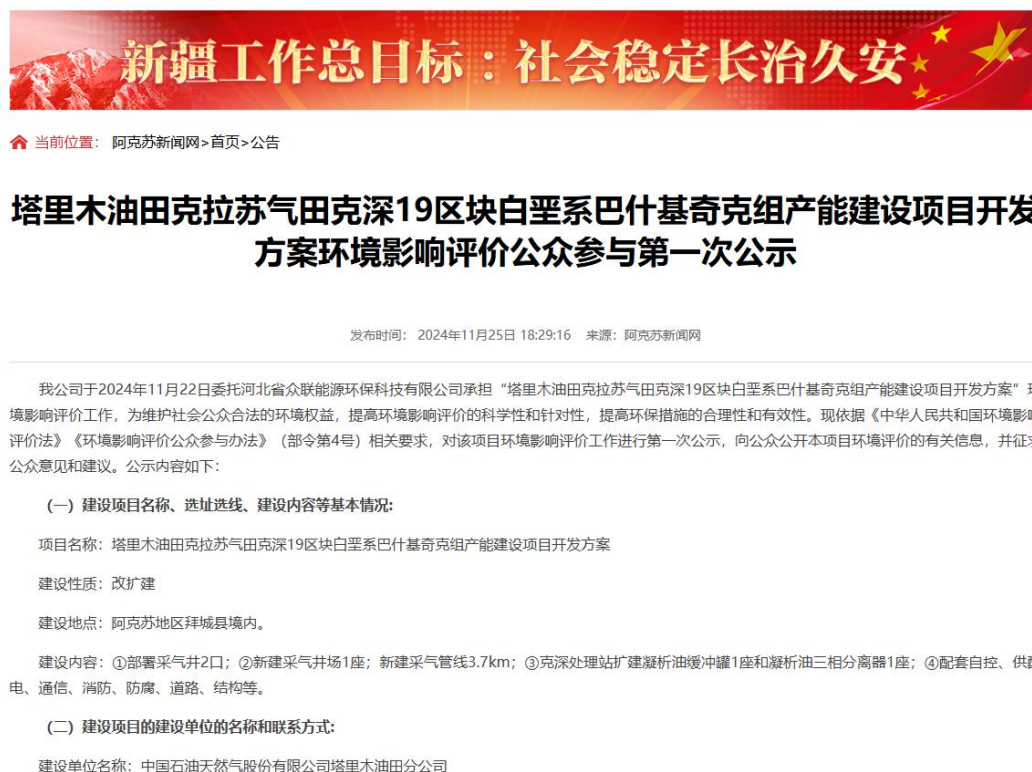 新疆工作总目标：社会稳定长治久安
当前位置： 阿克苏新闻网>首页>公告
塔里木油田克拉苏气田克深19区块白垩系巴什基奇克组产能建设项目开发
方案环境影响评价公众参与第一次公示
发布时间： 2024年11月25日 18:29:16 来源：阿克苏新闻网
我公司于2024年11月22日委托河北省众联能源环保科技有限公司承担“塔里木油田克拉苏气田克深19区块白垩系巴什基奇克组产能建设项目开发方案”环
境影响评价工作，为维护社会公众合法的环境权益，提高环境影响评价的科学性和针对性，提高环保措施的合理性和有效性。现依据《中华人民共和国环境影响
评价法》《环境影响评价公众参与办法》（部令第4号）相关要求，对该项目环境影响评价工作进行第一次公示，向公众公开本项目环境评价的有关信息，并征求
公众意见和建议。公示内容如下：
（一）建设项目名称、选址选线、建设内容等基本情况:
项目名称：塔里木油田克拉苏气田克深19区块白垩系巴什基奇克组产能建设项目开发方案
建设性质：改扩建
建设地点：阿克苏地区拜城县境内。
建设内容：①部署采气井2口；②新建采气井场1座；新建采气管线3.7km；③克深处理站扩建凝析油缓冲罐1座和凝析油三相分离器1座；④配套自控、供配
电、通信、消防、防腐、道路、结构等。
（二）建设项目的建设单位的名称和联系方式:
建设单位名称：中国石油天然气股份有限公司塔里木油田分公司